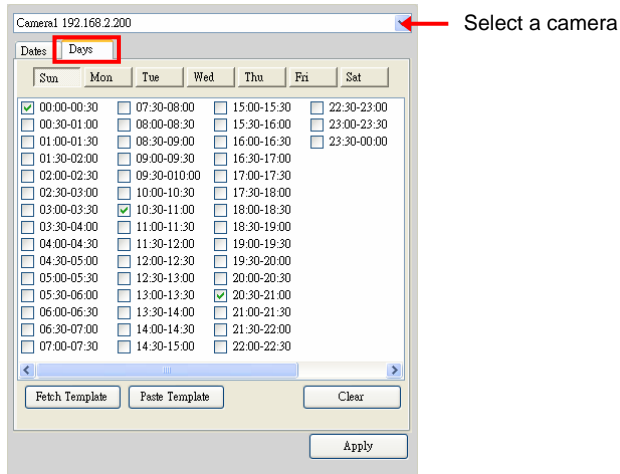 Camera1 192.168.2.200
Select a camera
Dates Days
Sun Mon Tue Wed Thu Fri Sat
00:00-00:30 07:30-08:00 15:00-15:30 22:30-23:00
00:30-01:00 08:00-08:30 15:30-16:00 23:00-23:30
01:00-01:30 08:30-09:00 16:00-16:30 23:30-00:00
01:30-02:00 09:00-09:30 16:30-17:00
02:00-02:30 09:30-010:00 17:00-17:30
02:30-03:00 10:00-10:30 17:30-18:00
03:00-03:30 10:30-11:00 18:00-18:30
03:30-04:00 11:00-11:30 18:30-19:00
04:00-04:30 11:30-12:00 19:00-19:30
04:30-05:00 12:00-12:30 19:30-20:00
05:00-05:30 12:30-13:00 20:00-20:30
05:30-06:00 13:00-13:30 20:30-21:00
06:00-06:30 13:30-14:00 21:00-21:30
06:30-07:00 14:00-14:30 21:30-22:00
07:00-07:30 14:30-15:00 22:00-22:30
Fetch Template Paste Template Clear
Apply